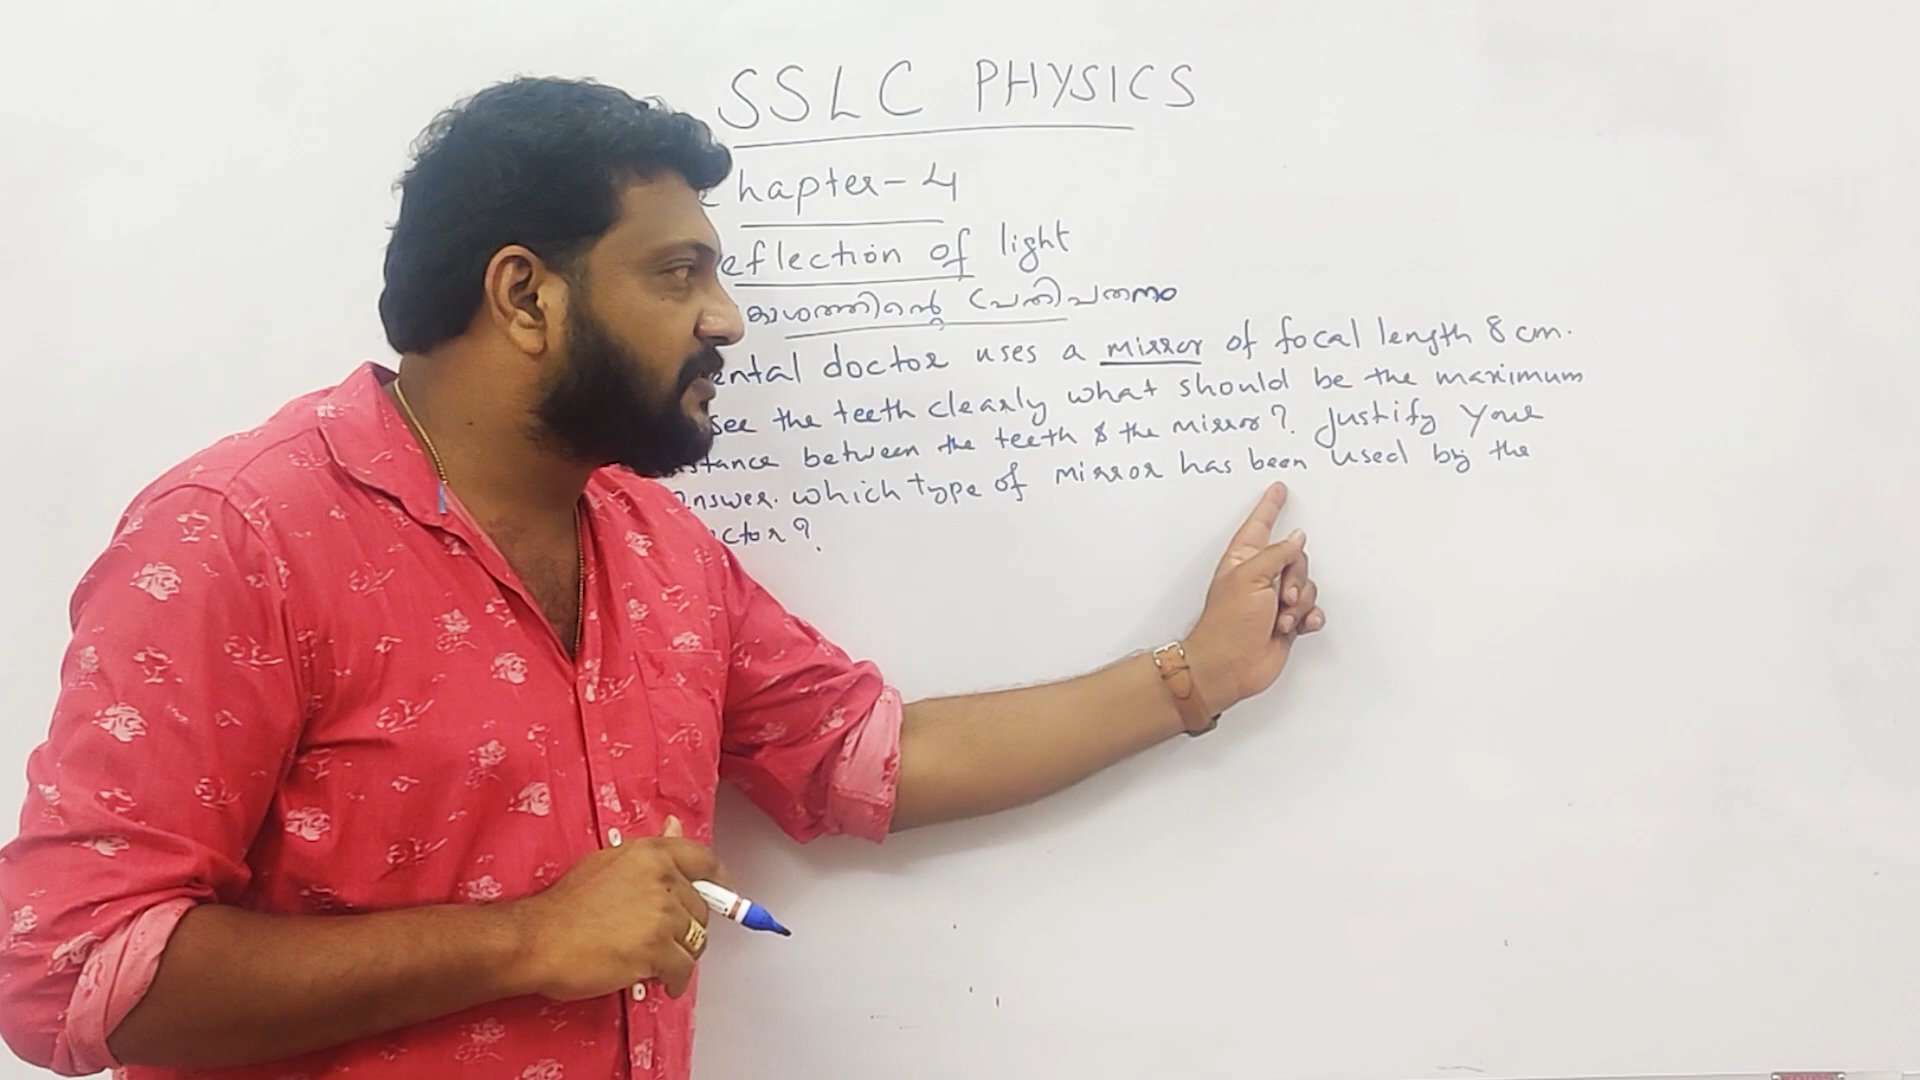 SSLC PHYSICS
hapter-4
eflection of light
കാശത്തിന്റെ പ്രതിപതനം
ental doctor uses a mirror of focal length 8 cm.
see the teeth clearly what should be the maximum
stance between the teeth & the mirror?. Justify your
answer. which type of mirror has been used by the
ctor?.